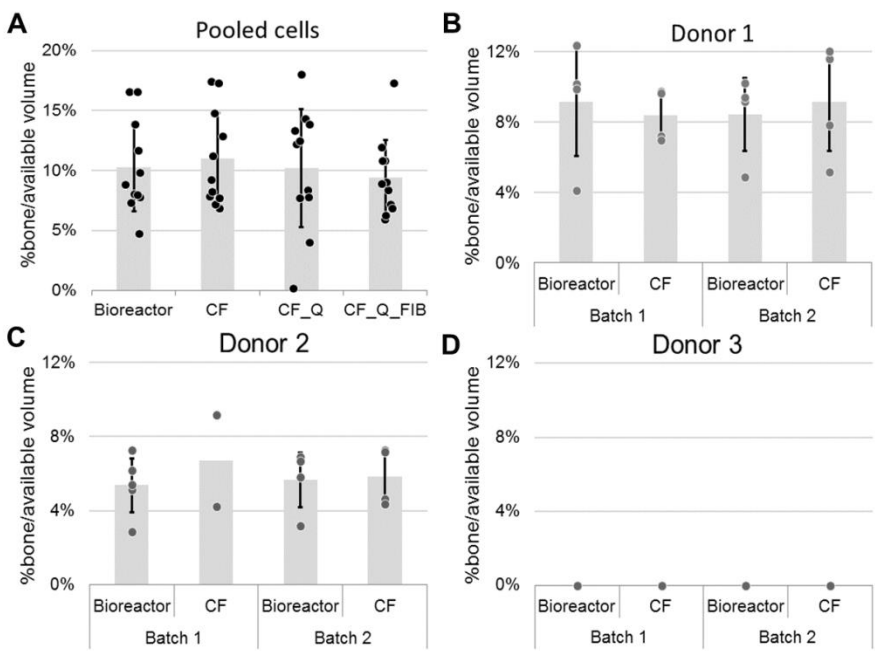 A
Pooled cells
%bone/available volume
20%
15%
10%
5%
0%
Bioreactor CF CF_Q CF_Q_FIB
B
Donor 1
%bone/available volume
12%
8%
4%
0%
Bioreactor CF Bioreactor CF
Batch 1 Batch 2
C
Donor 2
%bone/available volume
12%
8%
4%
0%
Bioreactor CF Bioreactor CF
Batch 1 Batch 2
D
Donor 3
%bone/available volume
12%
8%
4%
0%
Bioreactor CF Bioreactor CF
Batch 1 Batch 2